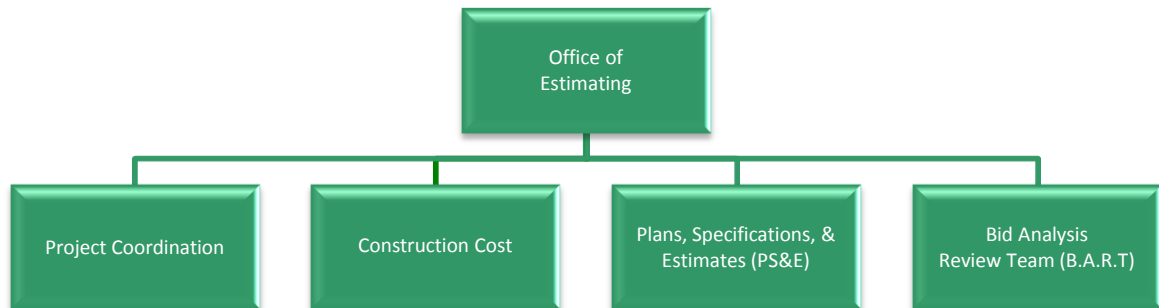 Office of
Estimating
Project Coordination
Construction Cost
Plans, Specifications, &
Estimates (PS&E)
Bid Analysis
Review Team (B.A.R.T)